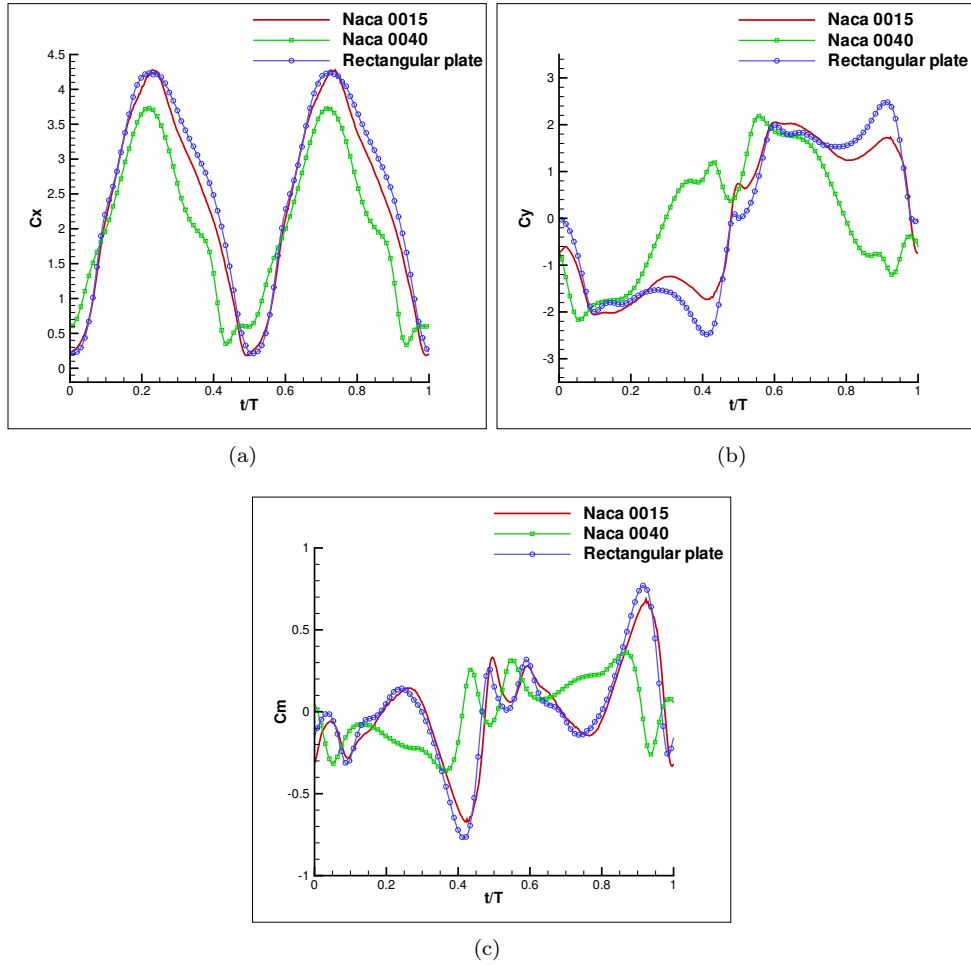 Naca 0015
Naca 0040
Rectangular plate
4.5
4
3.5
3
2.5
2
1.5
1
0.5
0
Cx
0
0.2
0.4
0.6
0.8
1
t/T
(a)
Naca 0015
Naca 0040
Rectangular plate
3
2
1
0
-1
-2
-3
Cy
0
0.2
0.4
0.6
0.8
1
t/T
(b)
Naca 0015
Naca 0040
Rectangular plate
1
0.5
0
-0.5
-1
Cm
0
0.2
0.4
0.6
0.8
1
t/T
(c)